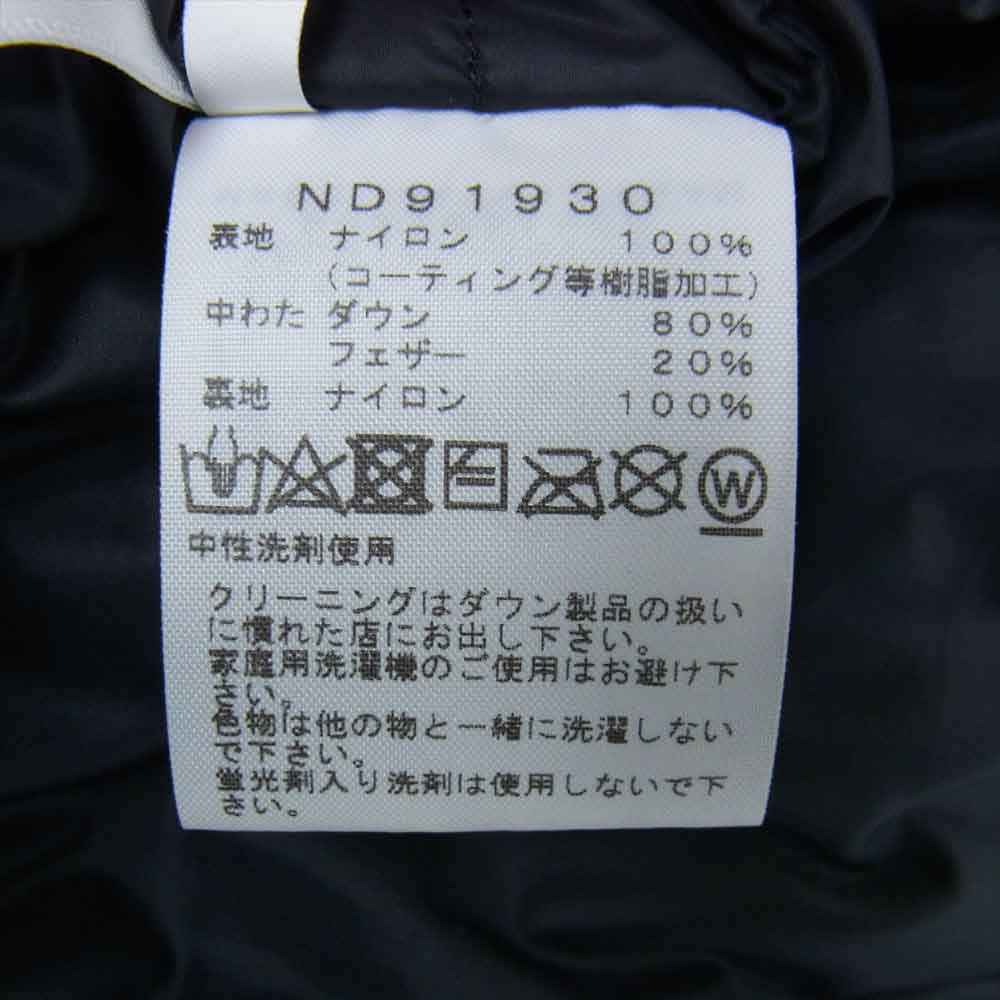 ND91930
表地 ナイロン 100%
(コーティング等樹脂加工)
中わた ダウン 80%
フェザー 20%
裏地 ナイロン 100%
W
中性洗剤使用
クリーニングはダウン製品の扱い
に慣れた店にお出し下さい。
家庭用洗濯機のご使用はお避け下
さい。
色物は他の物と一緒に洗濯しない
で下さい。
蛍光剤入り洗剤は使用しないで下
さい。